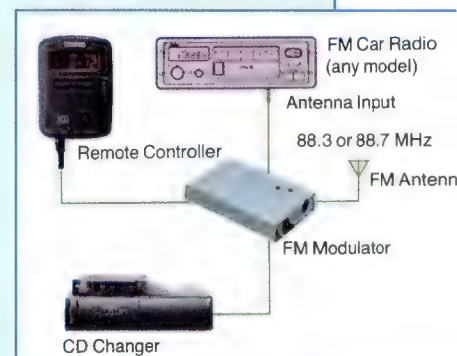 FM Car Radio
(any model)
Antenna Input
88.3 or 88.7 MHz
Remote Controller
FM Antenn
FM Modulator
CD Changer